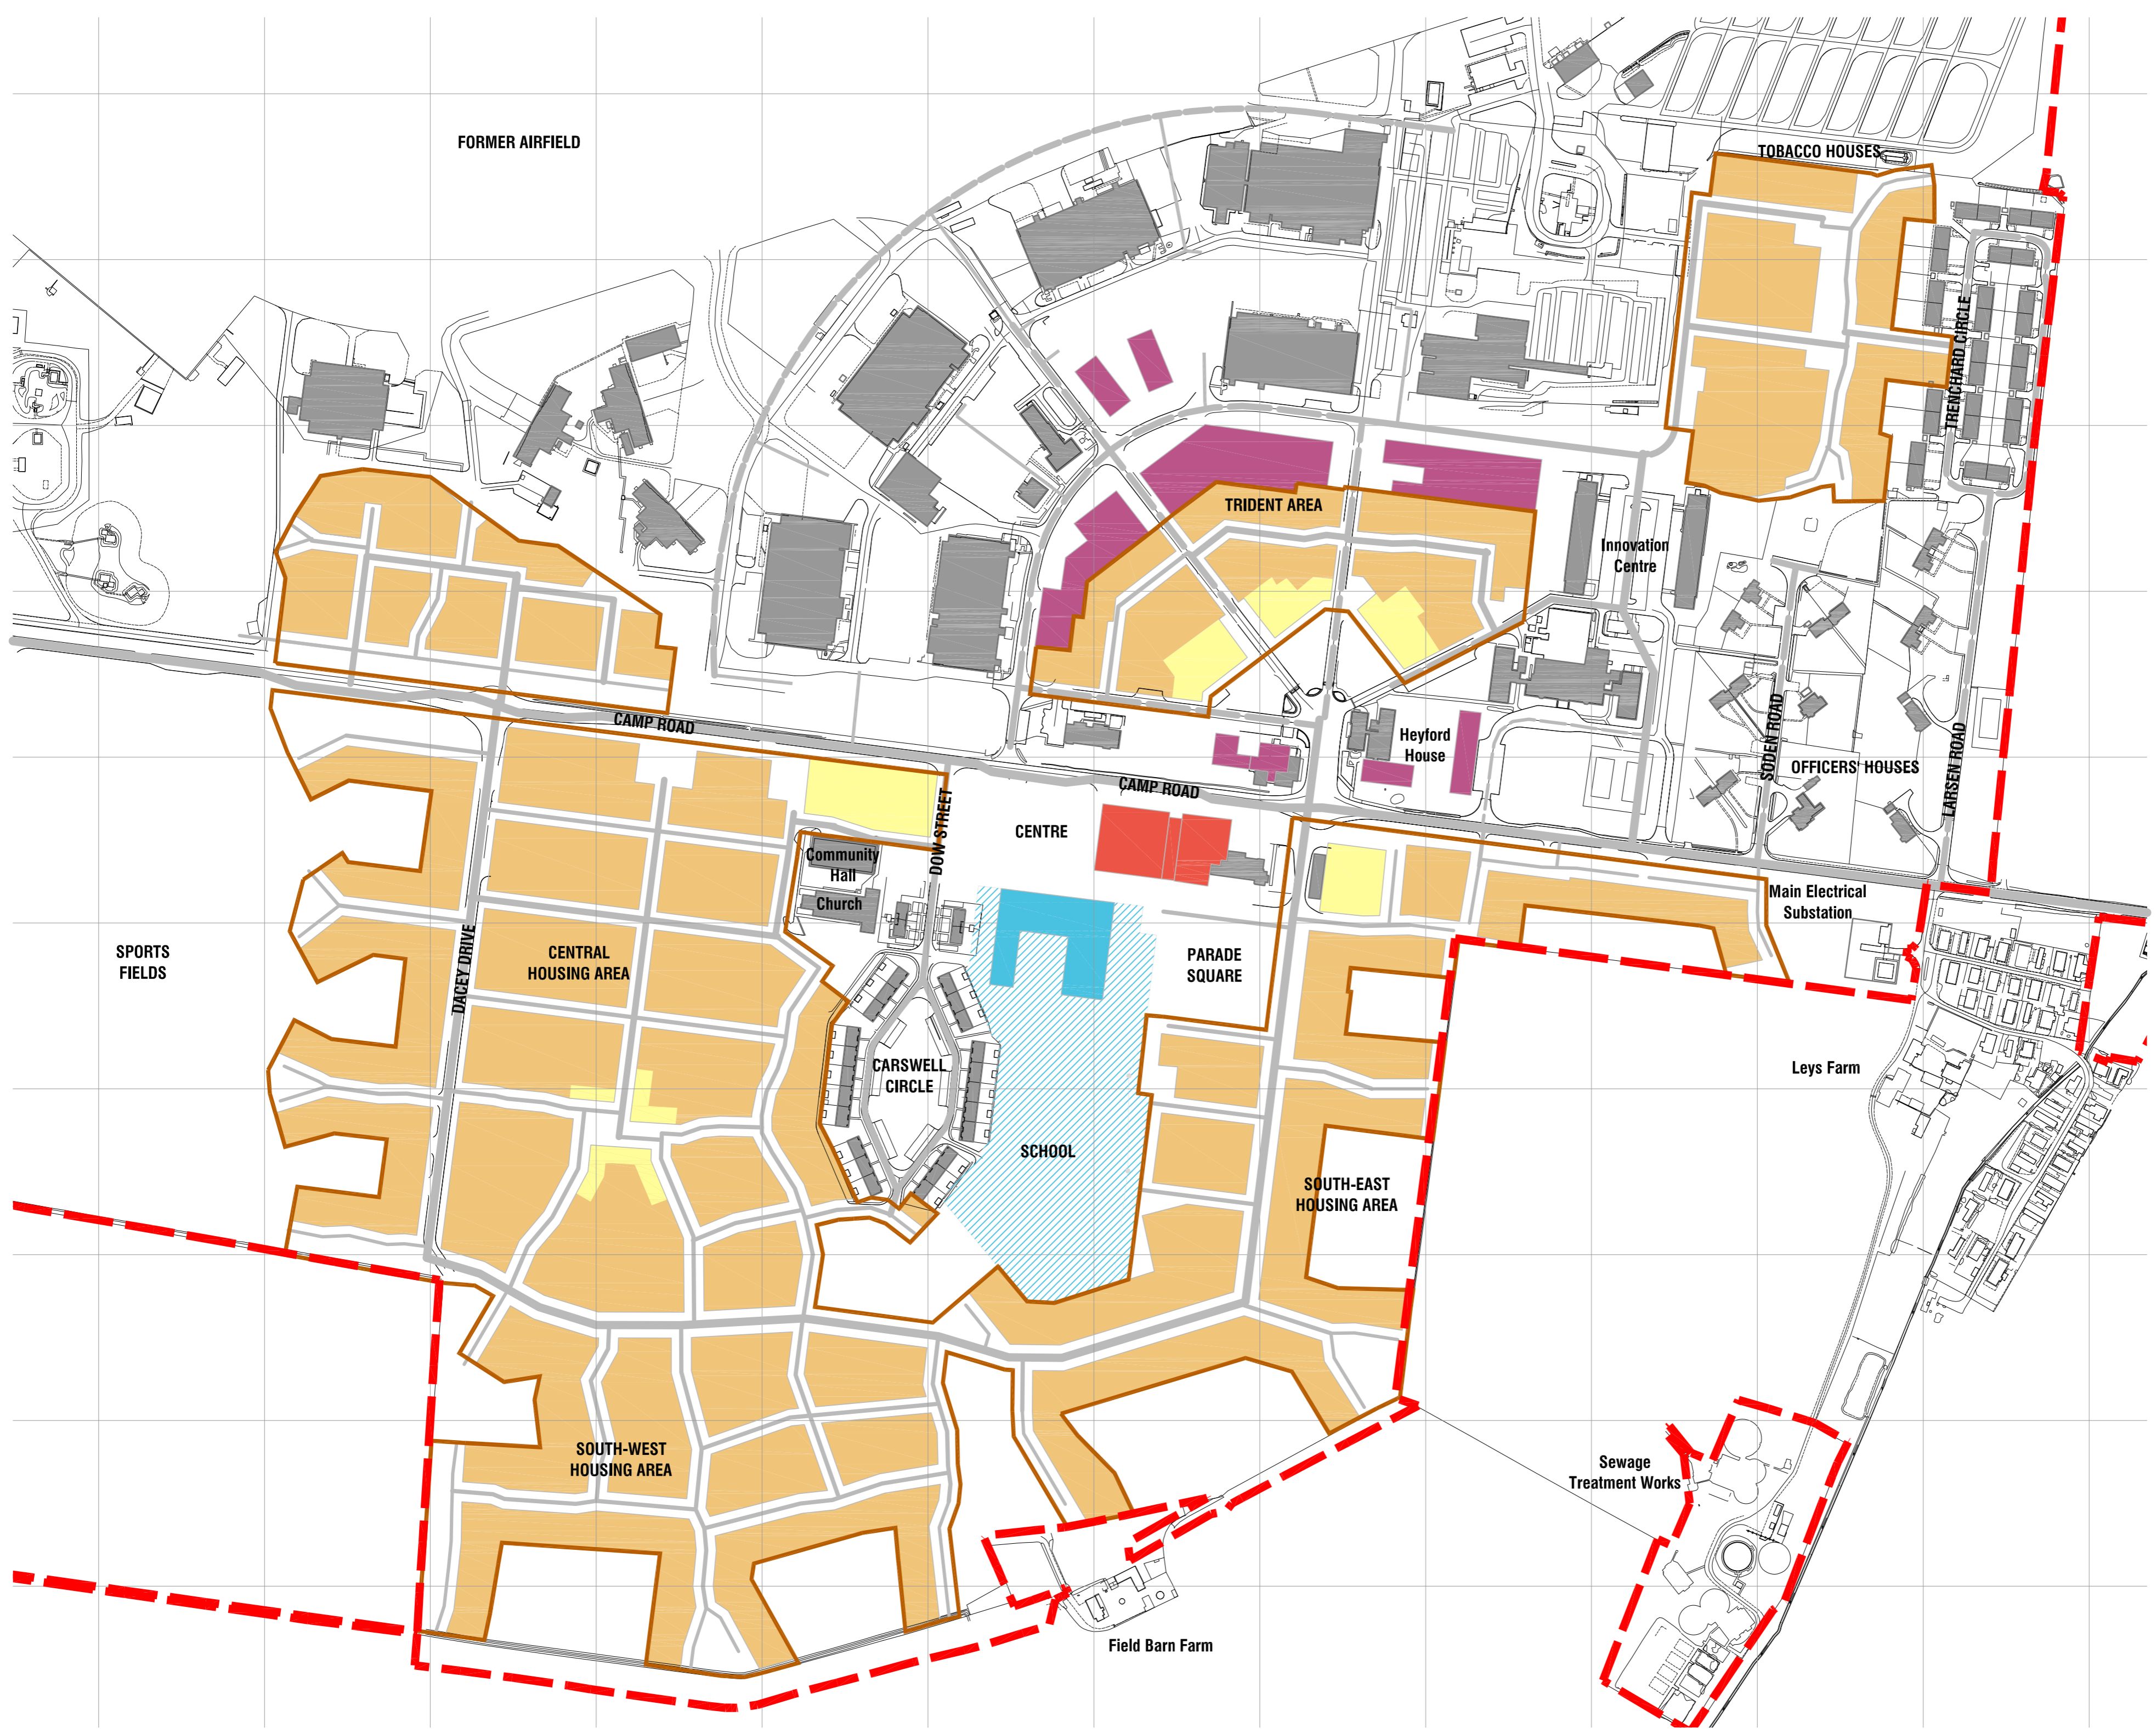 FORMER AIRFIELD
TOBACCO HOUSES
TRENCHARD CIRCLE
TRIDENT AREA
Innovation
Centre
CAMP ROAD
Heyford
House
SODEN ROAD
OFFICERS' HOUSES
LARSEN ROAD
CAMP ROAD
DOW STREET
CENTRE
Community
Hall
Church
Main Electrical
Substation
SPORTS
FIELDS
DACEY DRIVE
CENTRAL
HOUSING AREA
PARADE
SQUARE
CARSWELL
CIRCLE
Leys Farm
SCHOOL
SOUTH-EAST
HOUSING AREA
SOUTH-WEST
HOUSING AREA
Sewage
Treatment Works
Field Barn Farm